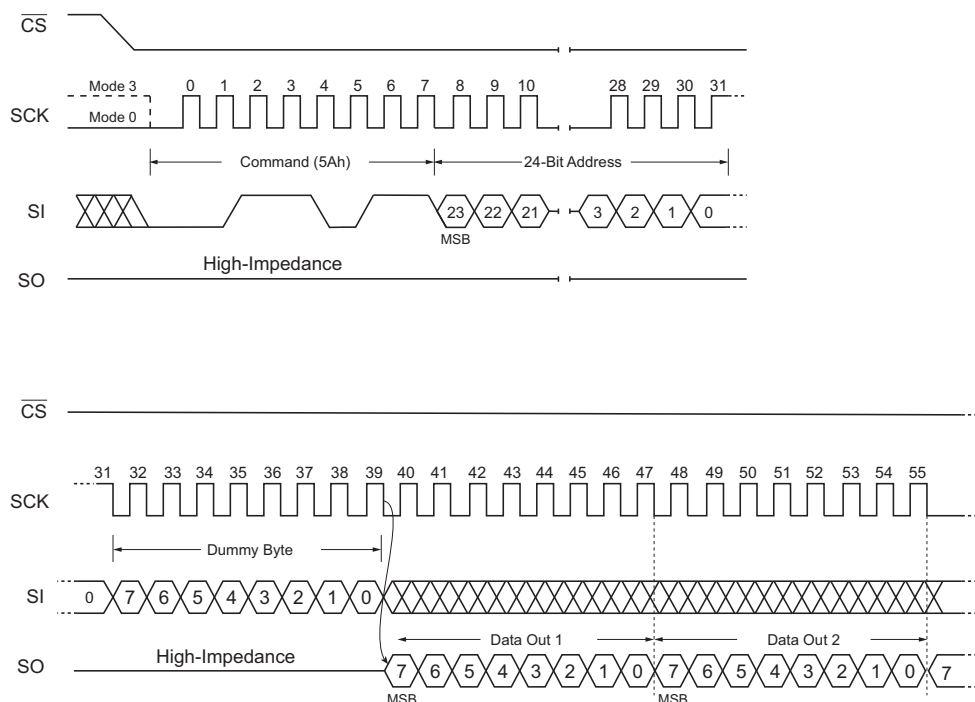 CS
Mode 3
0 1 2 3 4 5 6 7 8 9 10 28 29 30 31
SCK
Mode 0
Command (5Ah) 24-Bit Address
SI 23 22 21 3 2 1 0
MSB
High-Impedance
SO
CS
31 32 33 34 35 36 37 38 39 40 41 42 43 44 45 46 47 48 49 50 51 52 53 54 55
SCK
Dummy Byte
SI 0 7 6 5 4 3 2 1 0
Data Out 1 Data Out 2
High-Impedance
SO 7 6 5 4 3 2 1 0 7 6 5 4 3 2 1 0 7
MSB MSB